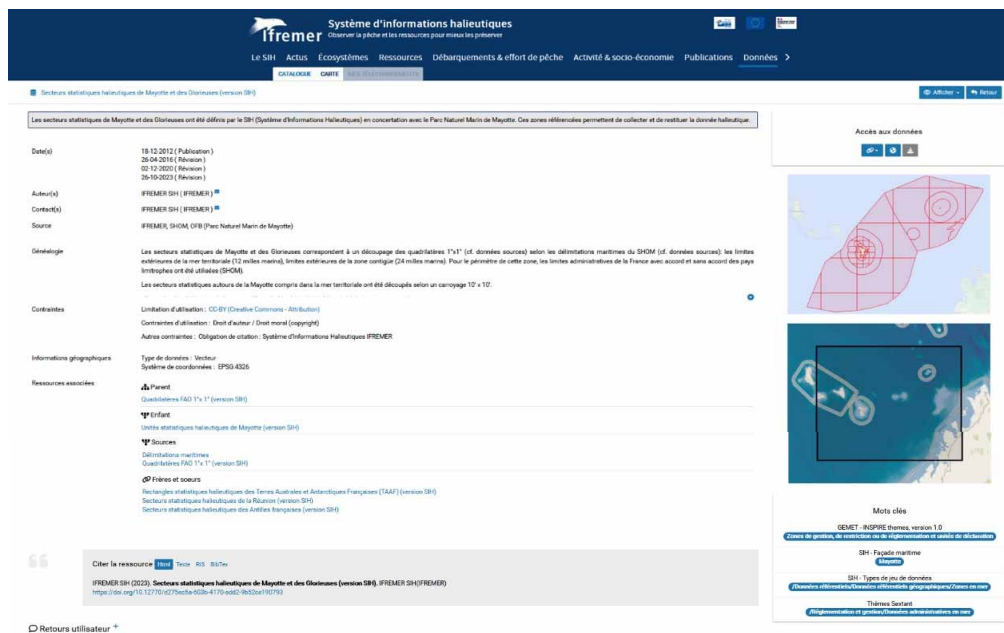 Ifremer
Système d'informations halieutiques
Observer la pêche et les ressources pour mieux les préserver
Le SIH Actus Écosystèmes Ressources Débarquements & effort de pêche Activité & socio-économie Publications Données >
CATALOGUE CARTE
Secteurs statistiques halieutiques de Mayotte et des Glorieuses (version SIH)
Afficher
Retour
Les secteurs statistiques de Mayotte et des Glorieuses ont été définis par le SIH (Système d'Informations Halieutiques) en concertation avec le Parc Naturel Marin de Mayotte. Ces zones référencées permettent de collecter et de restituer la donnée halieutique.
Date(s)
18-12-2012 ( Publication )
26-04-2016 ( Révision )
02-12-2020 ( Révision )
26-10-2023 ( Révision )
Auteur(s)
IFREMER SIH ( IFREMER )
Contact(s)
IFREMER SIH ( IFREMER )
Source
IFREMER, SHOM, OFB (Parc Naturel Marin de Mayotte)
Généalogie
Les secteurs statistiques de Mayotte et des Glorieuses correspondent à un découpage des quadrilatères 1°x1° (cf. données sources) selon les délimitations maritimes du SHOM (cf. données sources): les limites
extérieures de la mer territoriale (12 milles marins), limites extérieures de la zone contigüe (24 milles marins). Pour le périmètre de cette zone, les limites administratives de la France avec accord et sans accord des pays
limitrophes ont été utilisées (SHOM).
Les secteurs statistiques autours de la Mayotte compris dans la mer territoriale ont été découpés selon un carroyage 10' x 10'.
Contraintes
Limitation d'utilisation : CC-BY (Creative Commons - Attribution)
Contraintes d'utilisation : Droit d'auteur / Droit moral (copyright)
Autres contraintes : Obligation de citation : Système d'Informations Halieutiques IFREMER
Informations géographiques
Type de données : Vecteur
Système de coordonnées : EPSG:4326
Ressources associées
Parent
Quadrilatères FAO 1°x 1° (version SIH)
Enfant
Unités statistiques halieutiques de Mayotte (version SIH)
Sources
Délimitations maritimes
Quadrilatères FAO 1°x 1° (version SIH)
Frères et soeurs
Rectangles statistiques halieutiques des Terres Australes et Antarctiques Françaises (TAAF) (version SIH)
Secteurs statistiques halieutiques de la Réunion (version SIH)
Secteurs statistiques halieutiques des Antilles françaises (version SIH)
Citer la ressource Html Texte RIS BibTex
IFREMER SIH (2023). Secteurs statistiques halieutiques de Mayotte et des Glorieuses (version SIH). IFREMER SIH(IFREMER)
Retours utilisateur +
Accès aux données
Mots clés
GEMET - INSPIRE themes, version 1.0
Zones de gestion, de restriction ou de réglementation et unités de déclaration
SIH - Façade maritime
Mayotte
SIH - Types de jeu de données
/Données référentiels/Données référentiels géographiques/Zones en mer
Thèmes Sextant
/Réglementation et gestion/Données administratives en mer